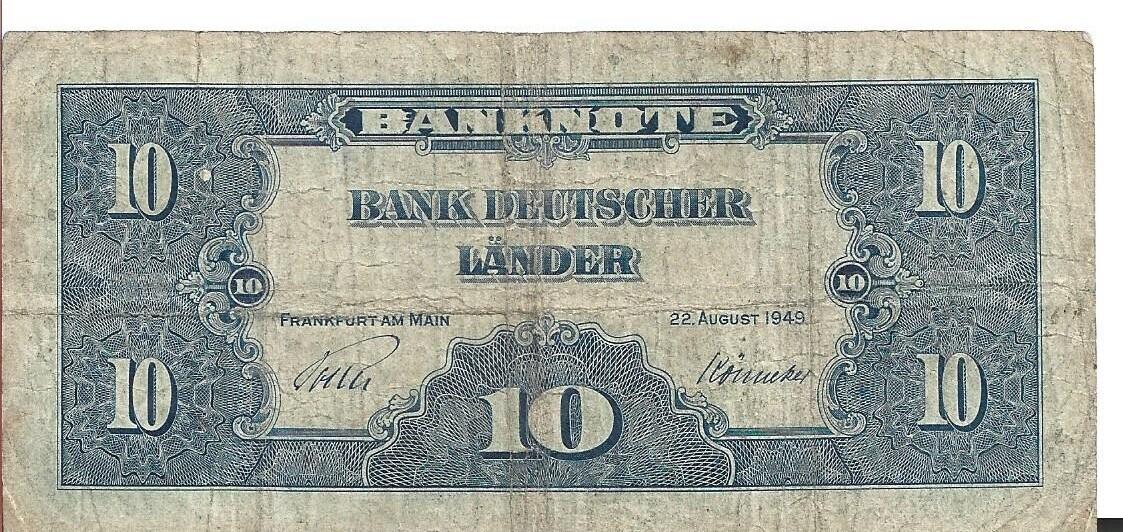 BANKNOTE
10 10
BANK DEUTSCHER
LÄNDER
10 10
FRANKFURT AM MAIN 22. AUGUST 1949
10 10
10